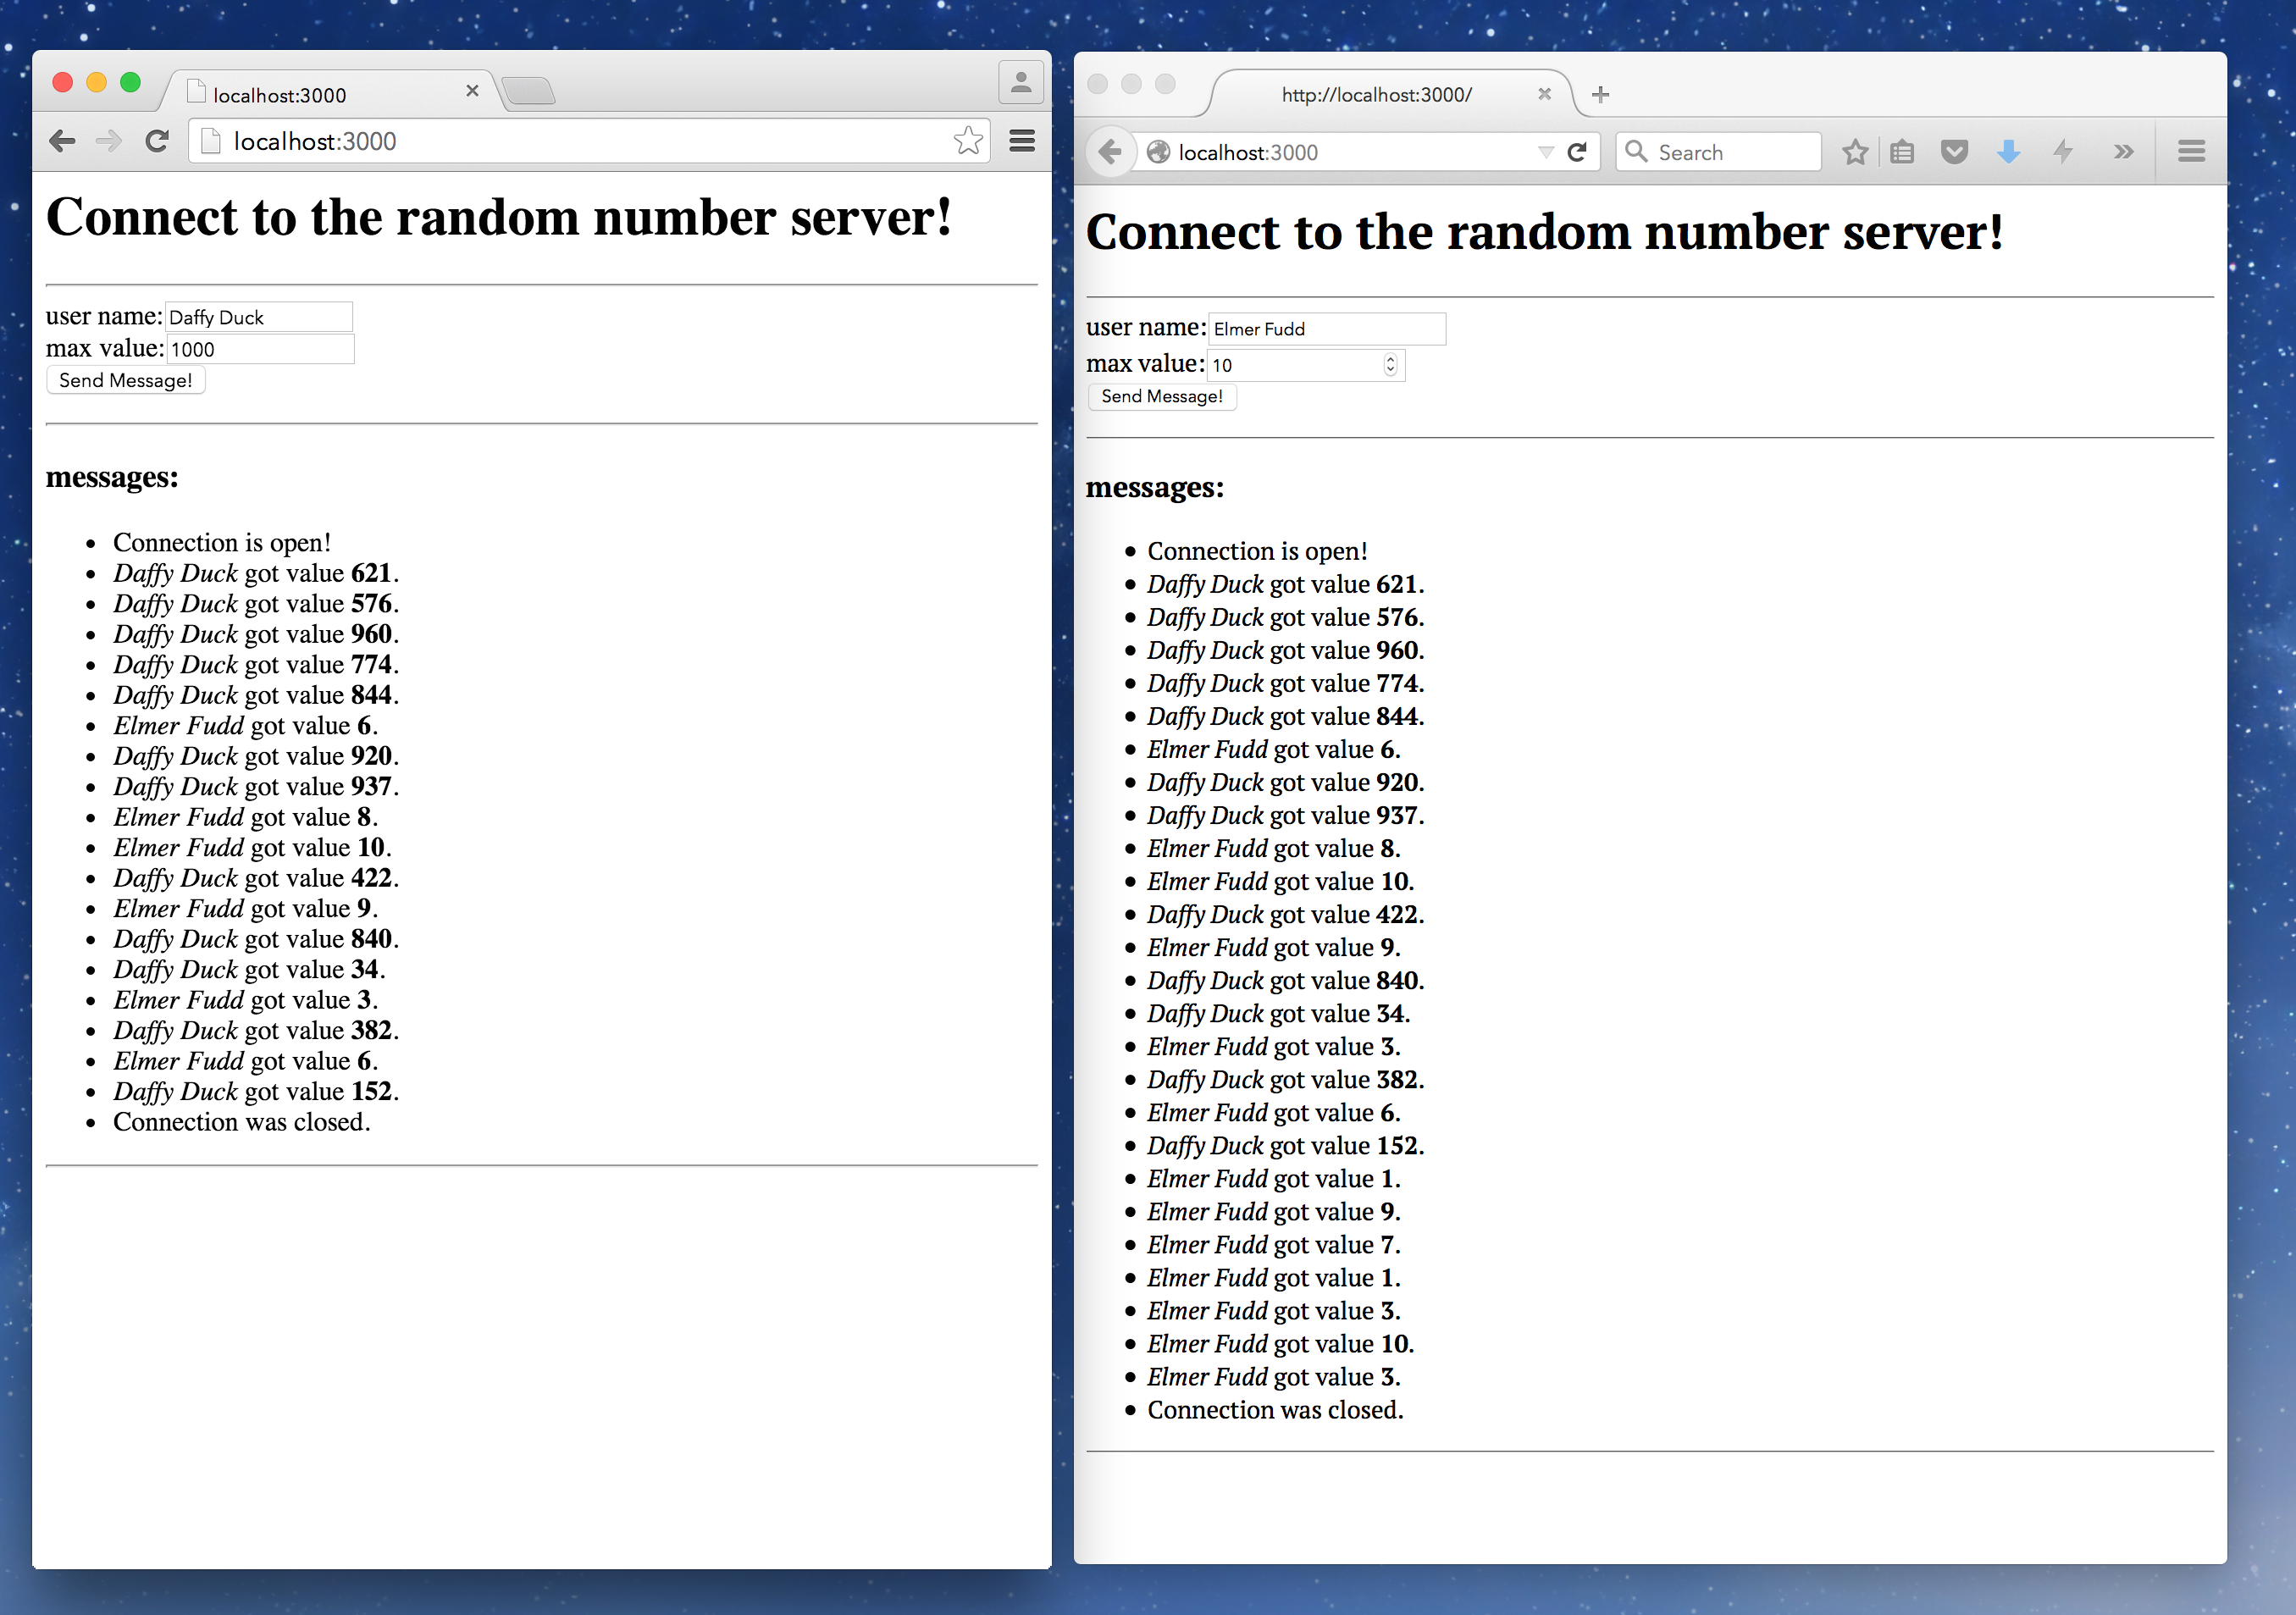 localhost:3000
localhost:3000
Connect to the random number server!
user name: Daffy Duck
max value: 1000
Send Message!
messages:
Connection is open!
Daffy Duck got value 621.
Daffy Duck got value 576.
Daffy Duck got value 960.
Daffy Duck got value 774.
Daffy Duck got value 844.
Elmer Fudd got value 6.
Daffy Duck got value 920.
Daffy Duck got value 937.
Elmer Fudd got value 8.
Elmer Fudd got value 10.
Daffy Duck got value 422.
Elmer Fudd got value 9.
Daffy Duck got value 840.
Daffy Duck got value 34.
Elmer Fudd got value 3.
Daffy Duck got value 382.
Elmer Fudd got value 6.
Daffy Duck got value 152.
Connection was closed.
http://localhost:3000/
localhost:3000 Search
Connect to the random number server!
user name: Elmer Fudd
max value: 10
Send Message!
messages:
Connection is open!
Daffy Duck got value 621.
Daffy Duck got value 576.
Daffy Duck got value 960.
Daffy Duck got value 774.
Daffy Duck got value 844.
Elmer Fudd got value 6.
Daffy Duck got value 920.
Daffy Duck got value 937.
Elmer Fudd got value 8.
Elmer Fudd got value 10.
Daffy Duck got value 422.
Elmer Fudd got value 9.
Daffy Duck got value 840.
Daffy Duck got value 34.
Elmer Fudd got value 3.
Daffy Duck got value 382.
Elmer Fudd got value 6.
Daffy Duck got value 152.
Elmer Fudd got value 1.
Elmer Fudd got value 9.
Elmer Fudd got value 7.
Elmer Fudd got value 1.
Elmer Fudd got value 3.
Elmer Fudd got value 10.
Elmer Fudd got value 3.
Connection was closed.